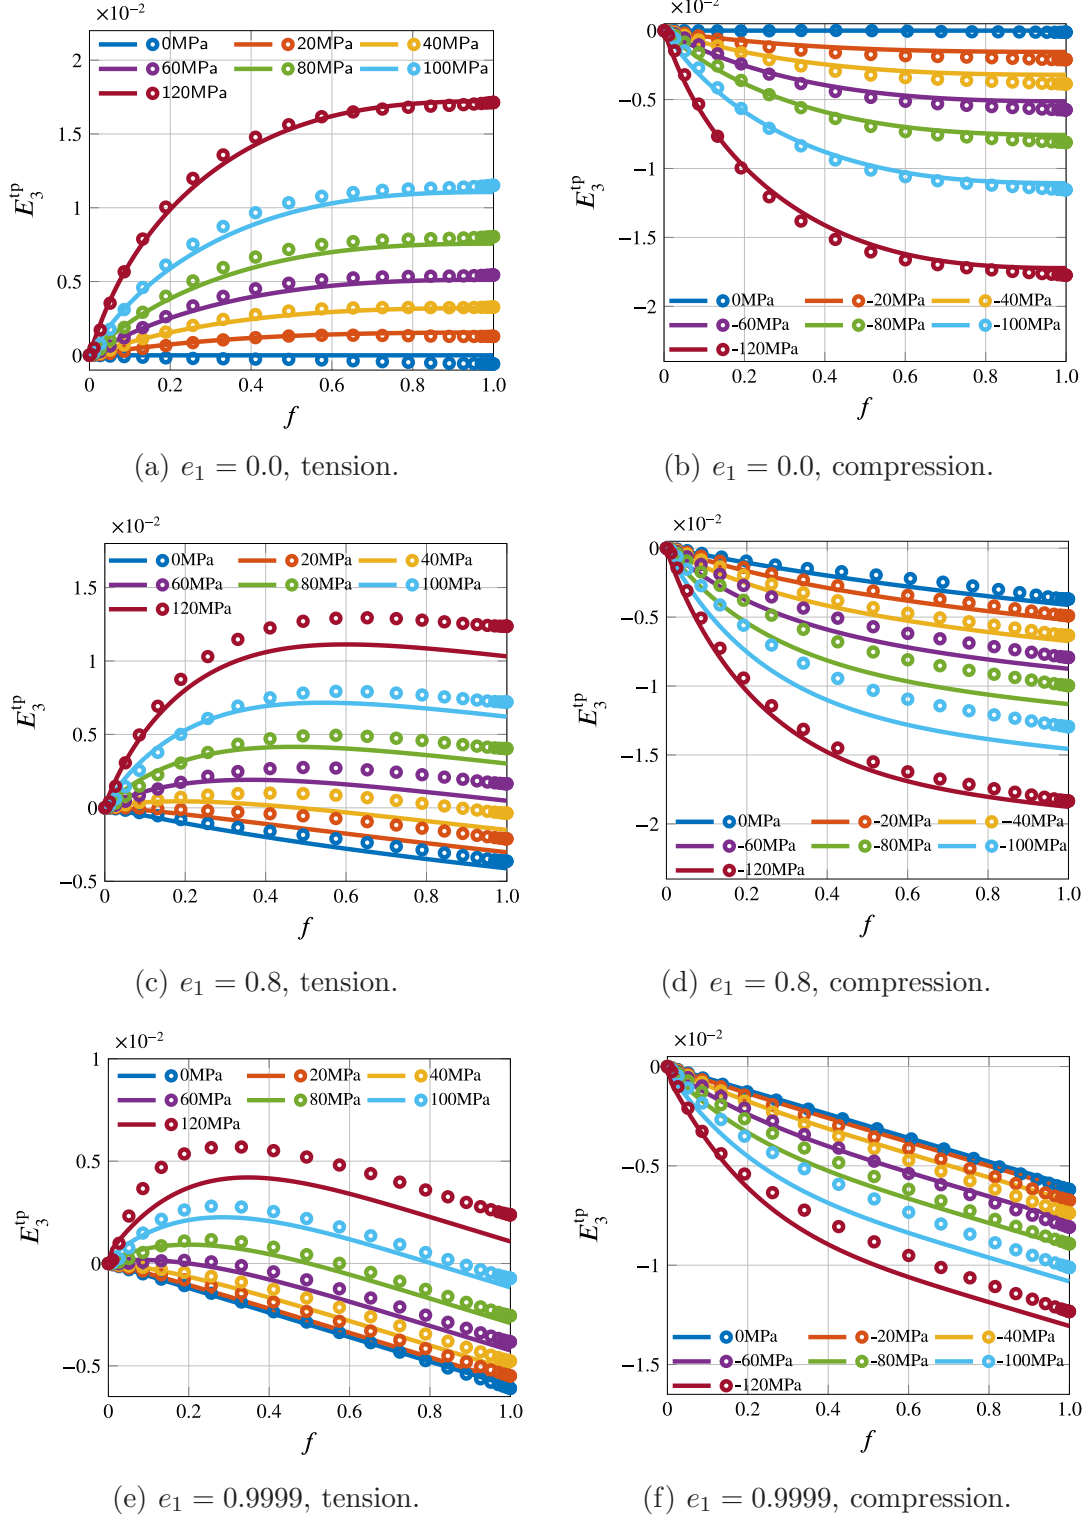 ×10⁻²
0MPa 20MPa 40MPa
60MPa 80MPa 100MPa
120MPa
2
1.5
1
0.5
0
E₃ᵗᵖ
0 0.2 0.4 0.6 0.8 1.0
f
(a) e₁ = 0.0, tension.
×10⁻²
0
−0.5
−1
−1.5
−2
E₃ᵗᵖ
0MPa -20MPa -40MPa
-60MPa -80MPa -100MPa
-120MPa
0 0.2 0.4 0.6 0.8 1.0
f
(b) e₁ = 0.0, compression.
×10⁻²
0MPa 20MPa 40MPa
60MPa 80MPa 100MPa
120MPa
1.5
1
0.5
0
−0.5
E₃ᵗᵖ
0 0.2 0.4 0.6 0.8 1.0
f
(c) e₁ = 0.8, tension.
×10⁻²
0
−0.5
−1
−1.5
−2
E₃ᵗᵖ
0MPa -20MPa −40MPa
-60MPa -80MPa -100MPa
-120MPa
0 0.2 0.4 0.6 0.8 1.0
f
(d) e₁ = 0.8, compression.
×10⁻²
0MPa 20MPa 40MPa
60MPa 80MPa 100MPa
120MPa
1
0.5
0
−0.5
E₃ᵗᵖ
0 0.2 0.4 0.6 0.8 1.0
f
(e) e₁ = 0.9999, tension.
×10⁻²
0
−0.5
−1
−1.5
E₃ᵗᵖ
0MPa -20MPa -40MPa
-60MPa -80MPa -100MPa
-120MPa
0 0.2 0.4 0.6 0.8 1.0
f
(f) e₁ = 0.9999, compression.